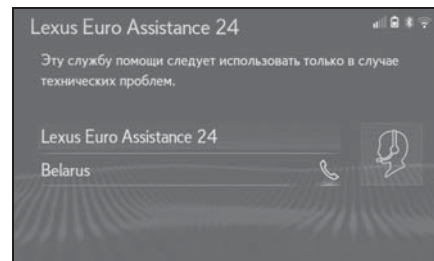 Lexus Euro Assistance 24
Эту службу помощи следует использовать только в случае
технических проблем.
Lexus Euro Assistance 24
Belarus